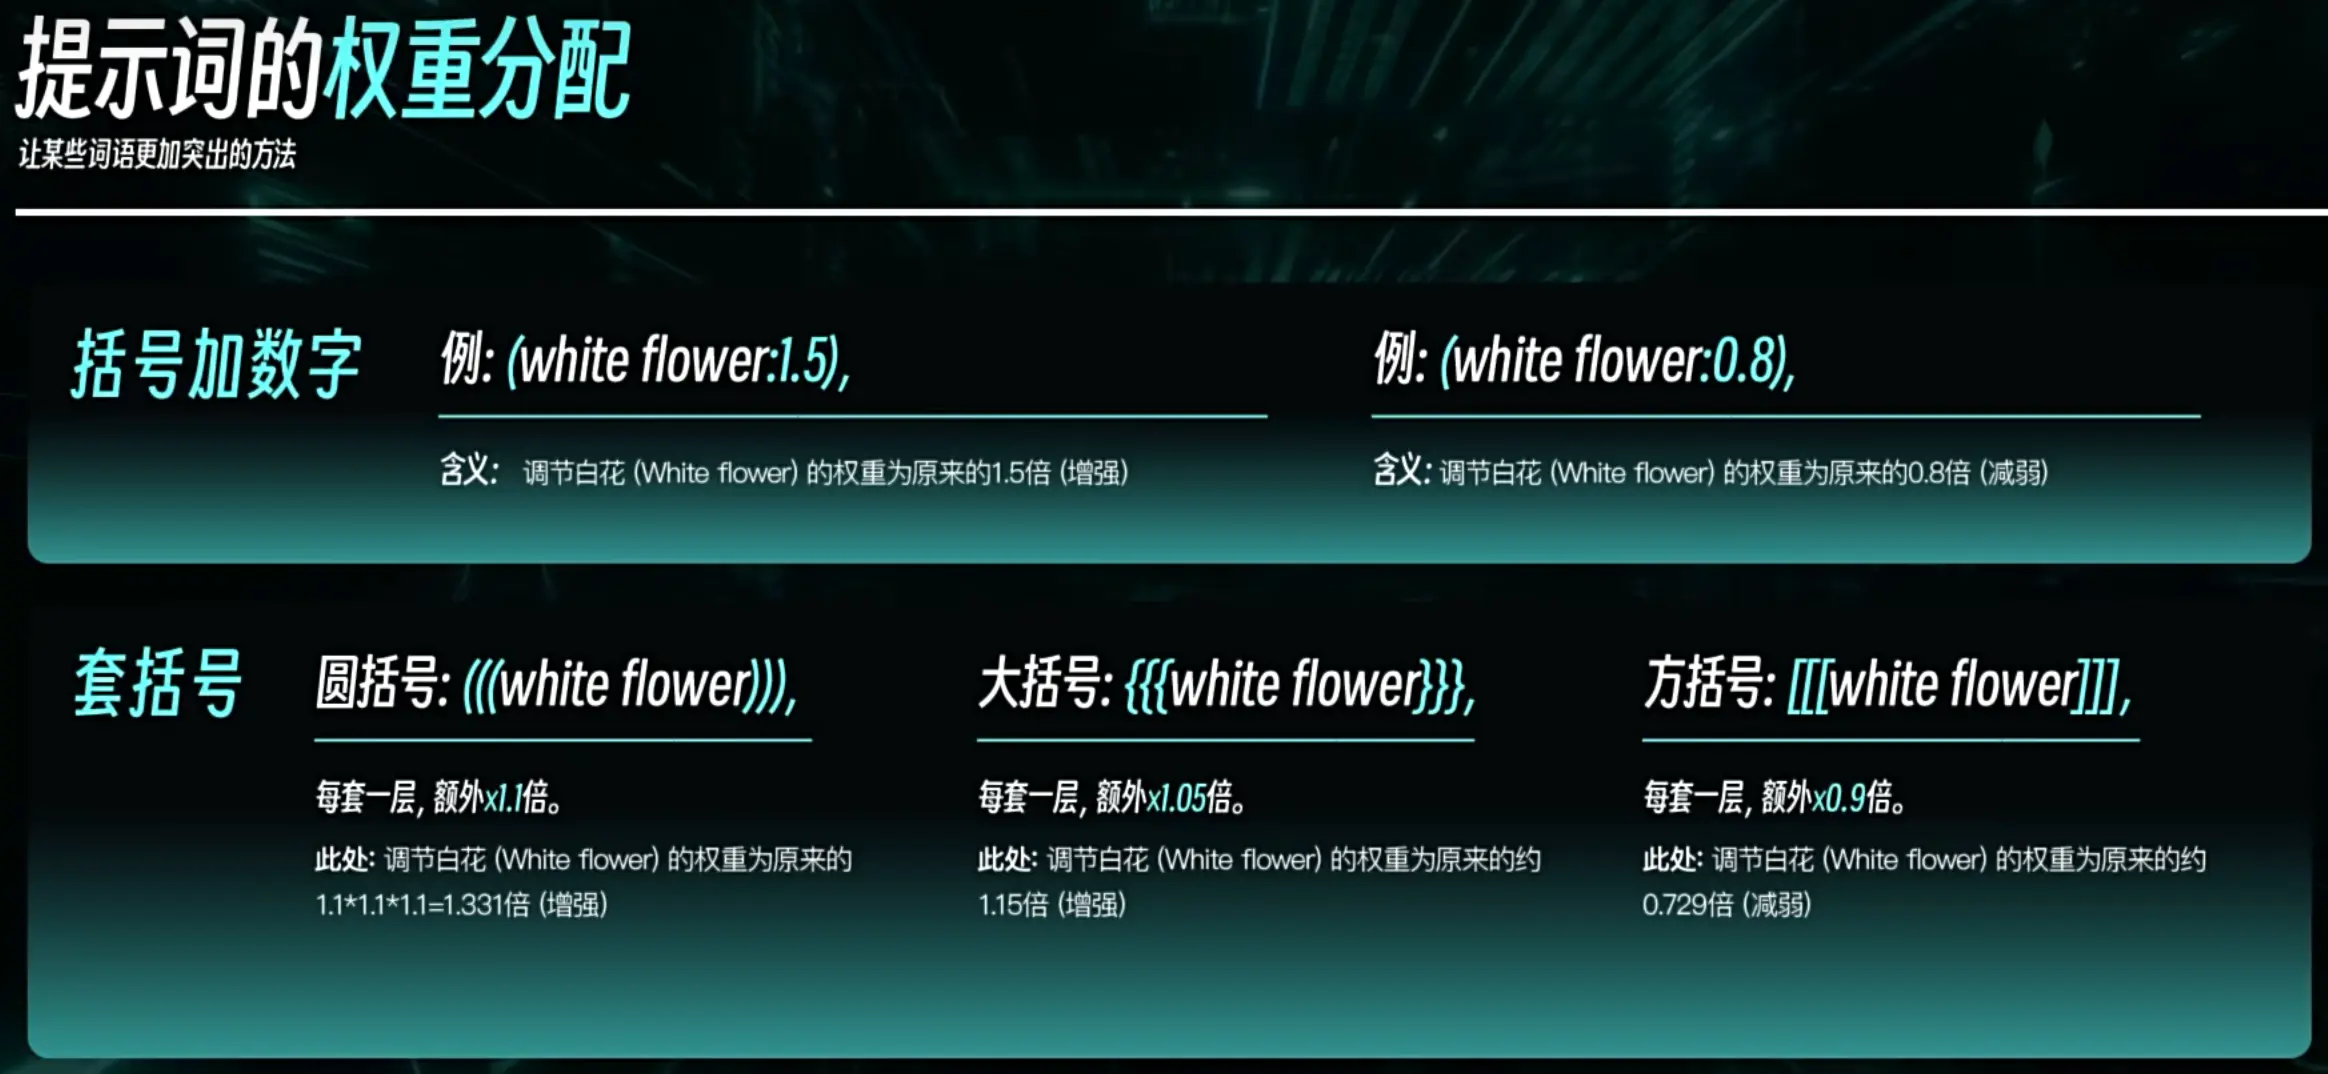 提示词的权重分配
让某些词语更加突出的方法
括号加数字
例: (white flower:1.5),
含义: 调节白花 (White flower) 的权重为原来的1.5倍 (增强)
例: (white flower:0.8),
含义: 调节白花 (White flower) 的权重为原来的0.8倍 (减弱)
套括号
圆括号: (((white flower))),
每套一层, 额外x1.1倍。
此处: 调节白花 (White flower) 的权重为原来的
1.1*1.1*1.1=1.331倍 (增强)
大括号: {{{white flower}}},
每套一层, 额外x1.05倍。
此处: 调节白花 (White flower) 的权重为原来的约
1.15倍 (增强)
方括号: [[[white flower]]],
每套一层, 额外x0.9倍。
此处: 调节白花 (White flower) 的权重为原来的约
0.729倍 (减弱)